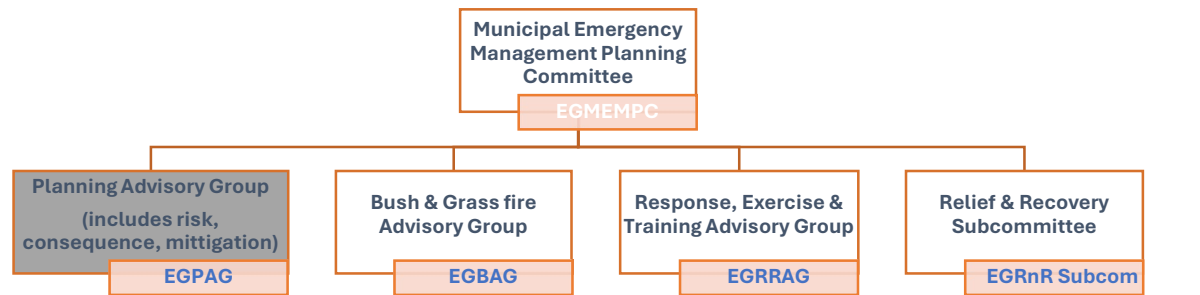 Municipal Emergency
Management Planning
Committee
EGMEMPC
Planning Advisory Group
(includes risk,
consequence, mittigation)
EGPAG
Bush & Grass fire
Advisory Group
EGBAG
Response, Exercise &
Training Advisory Group
EGRRAG
Relief & Recovery
Subcommittee
EGRnR Subcom